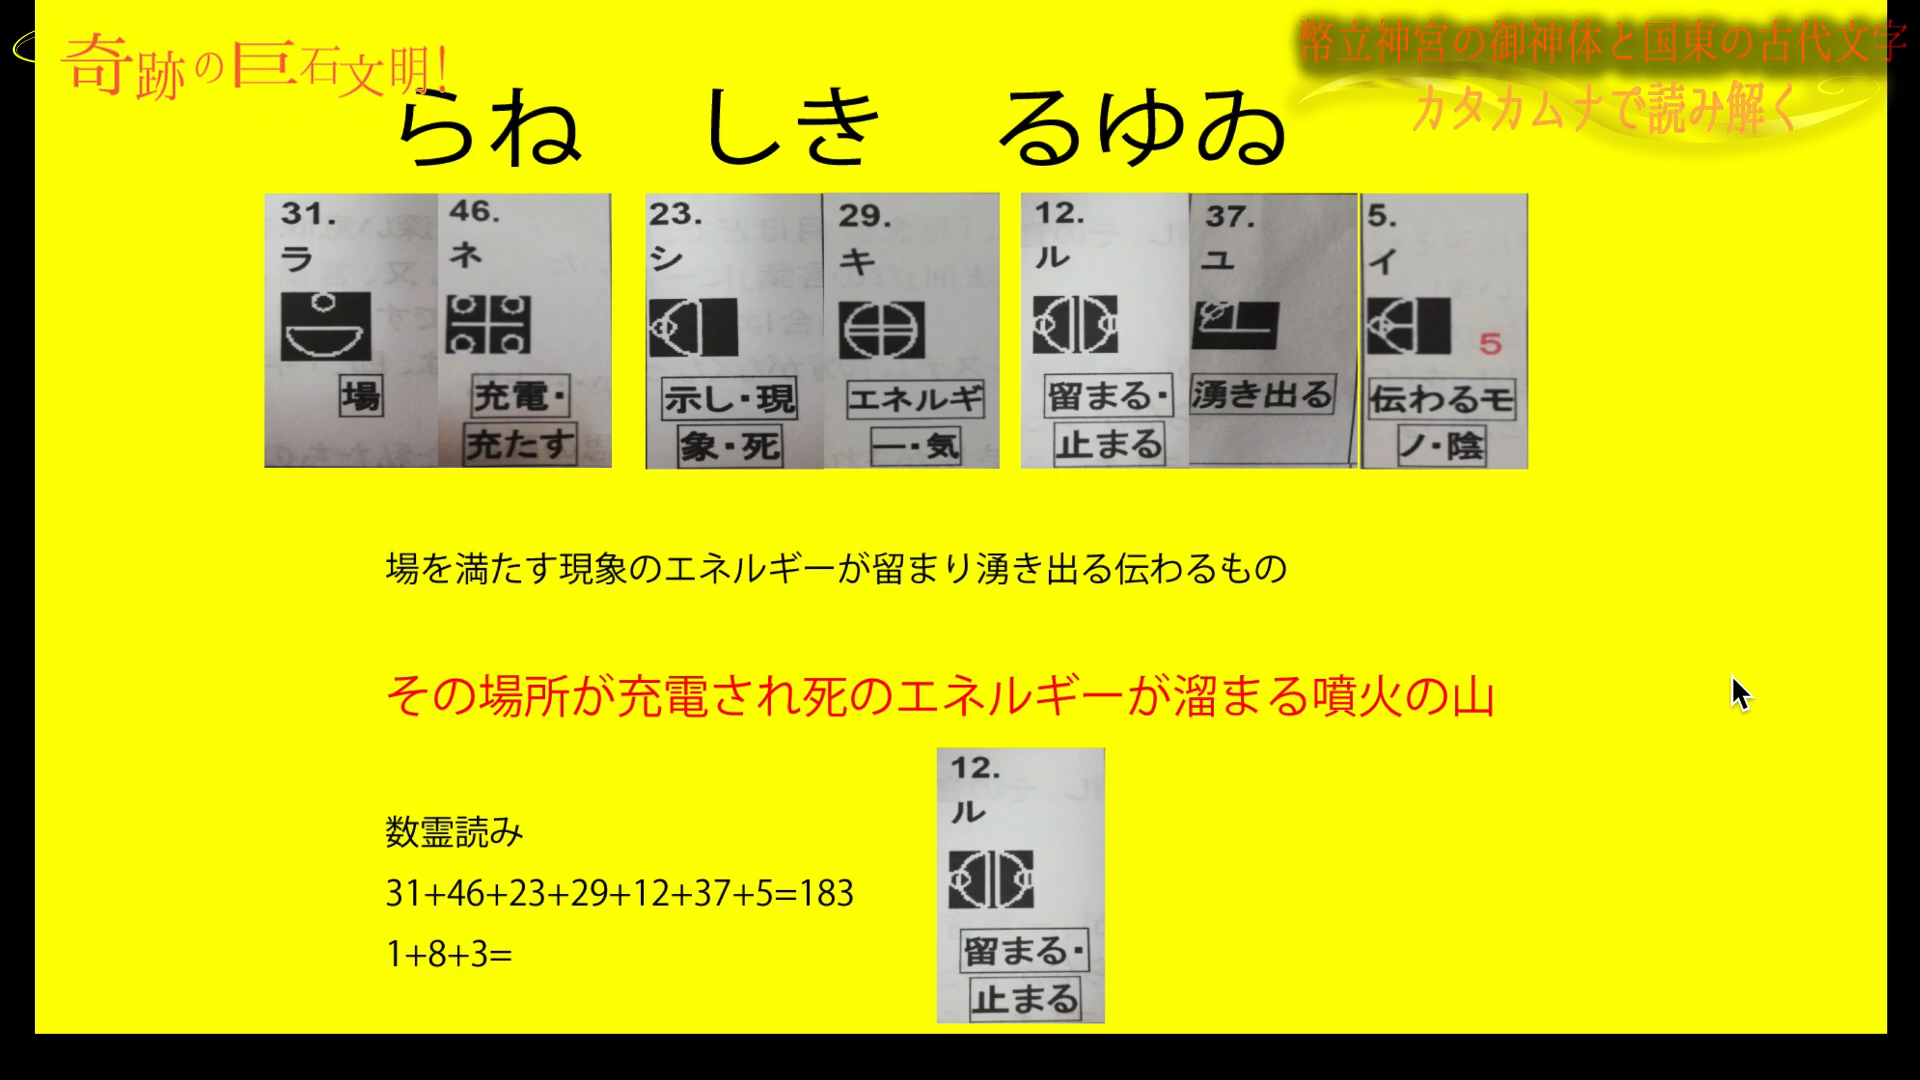 奇跡の巨石文明!
幣立神宮の御神体と国東の古代文字
カタカムナで読み解く
らね しき るゆゐ
31.
ラ
場
46.
ネ
充電・
充たす
23.
シ
示し・現
象・死
29.
キ
エネルギ
ー・気
12.
ル
留まる・
止まる
37.
ユ
湧き出る
5.
イ
5
伝わるモ
ノ・陰
場を満たす現象のエネルギーが留まり湧き出る伝わるもの
その場所が充電され死のエネルギーが溜まる噴火の山
数霊読み
31+46+23+29+12+37+5=183
1+8+3=
12.
ル
留まる・
止まる